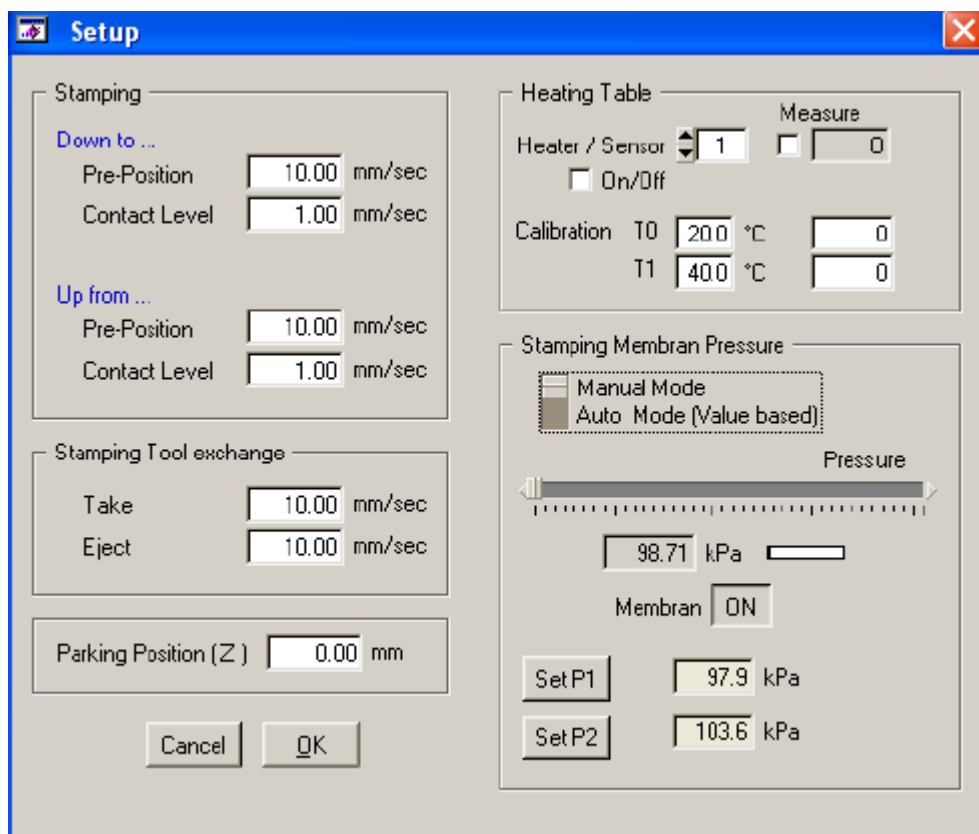 Setup
Stamping
Down to ...
Pre-Position 10.00 mm/sec
Contact Level 1.00 mm/sec
Up from ...
Pre-Position 10.00 mm/sec
Contact Level 1.00 mm/sec
Stamping Tool exchange
Take 10.00 mm/sec
Eject 10.00 mm/sec
Parking Position (Z) 0.00 mm
Cancel OK
Heating Table
Measure
Heater / Sensor 1 0
On/Off
Calibration T0 20.0 °C 0
T1 40.0 °C 0
Stamping Membran Pressure
Manual Mode
Auto Mode (Value based)
Pressure
98.71 kPa
Membran ON
Set P1 97.9 kPa
Set P2 103.6 kPa